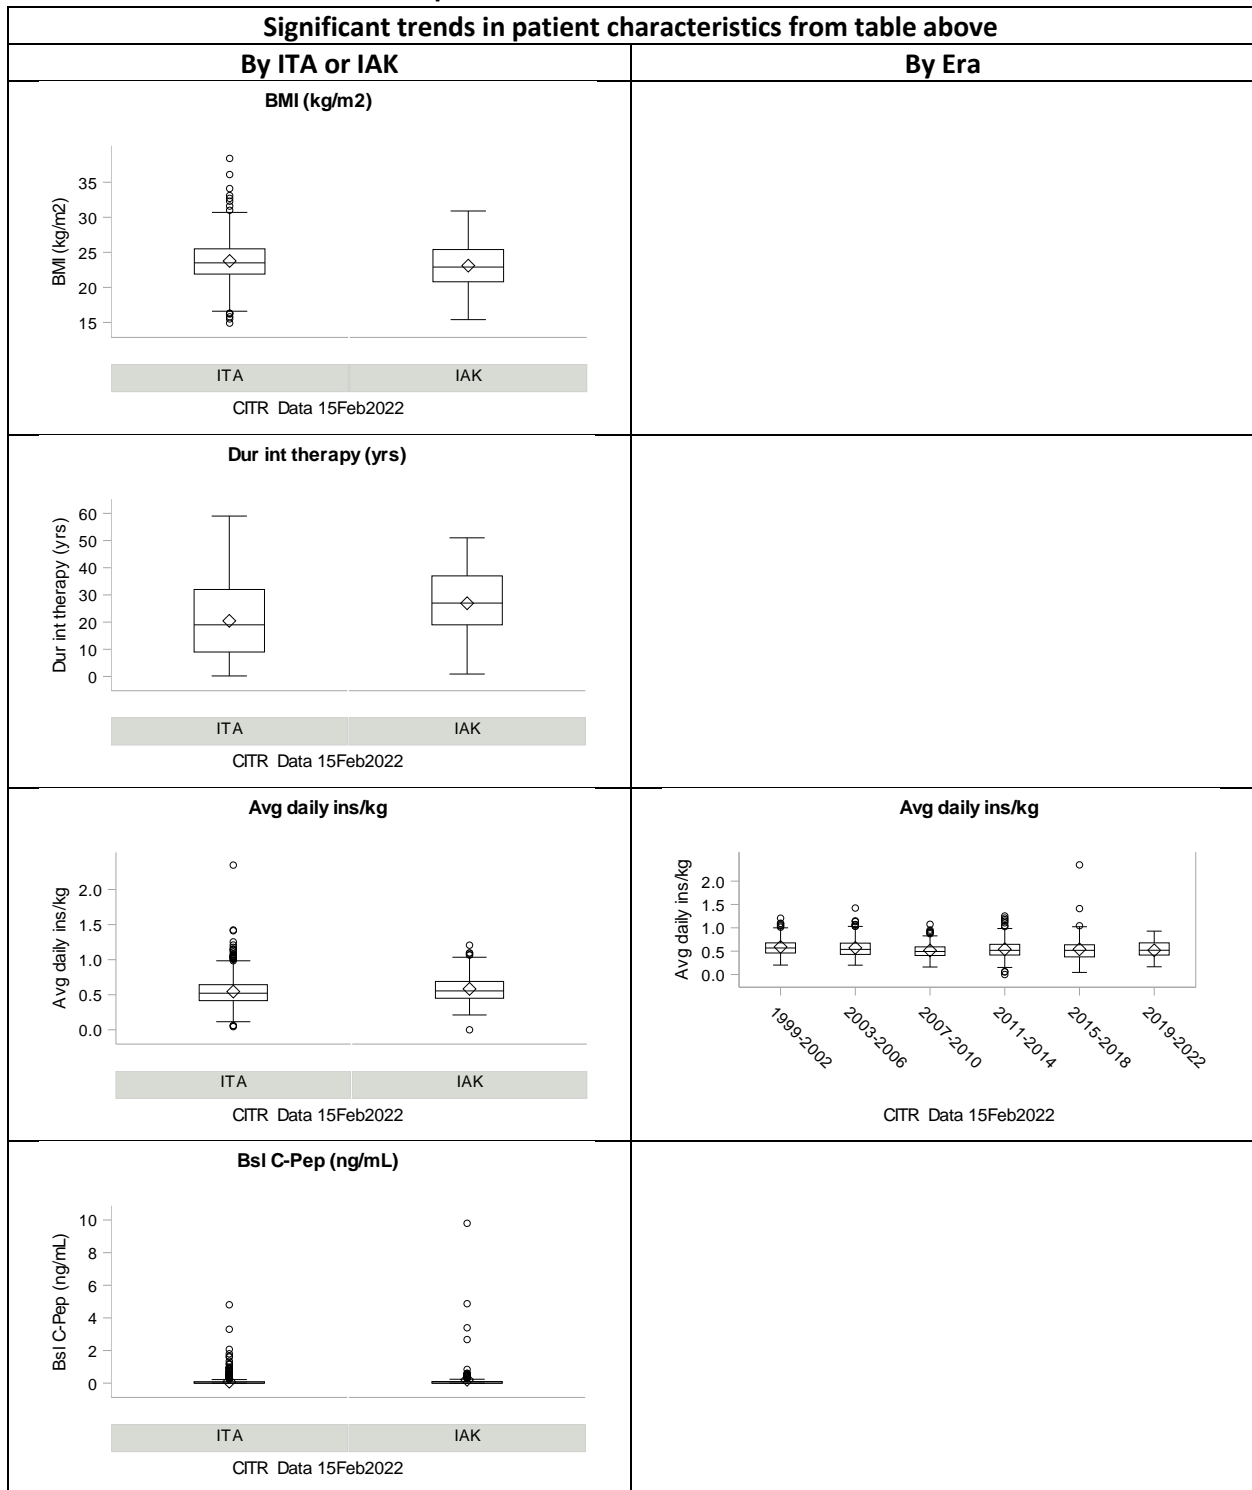 Significant trends in patient characteristics from table above
By ITA or IAK
By Era
BMI (kg/m2)
BMI (kg/m2)
35
30
25
20
15
ITA
IAK
CITR Data 15Feb2022
Dur int therapy (yrs)
Dur int therapy (yrs)
60
50
40
30
20
10
0
ITA
IAK
CITR Data 15Feb2022
Avg daily ins/kg
Avg daily ins/kg
2.0
1.5
1.0
0.5
0.0
ITA
IAK
CITR Data 15Feb2022
Avg daily ins/kg
Avg daily ins/kg
2.0
1.5
1.0
0.5
0.0
1999-2002
2003-2006
2007-2010
2011-2014
2015-2018
2019-2022
CITR Data 15Feb2022
Bsl C-Pep (ng/mL)
Bsl C-Pep (ng/mL)
10
8
6
4
2
0
ITA
IAK
CITR Data 15Feb2022